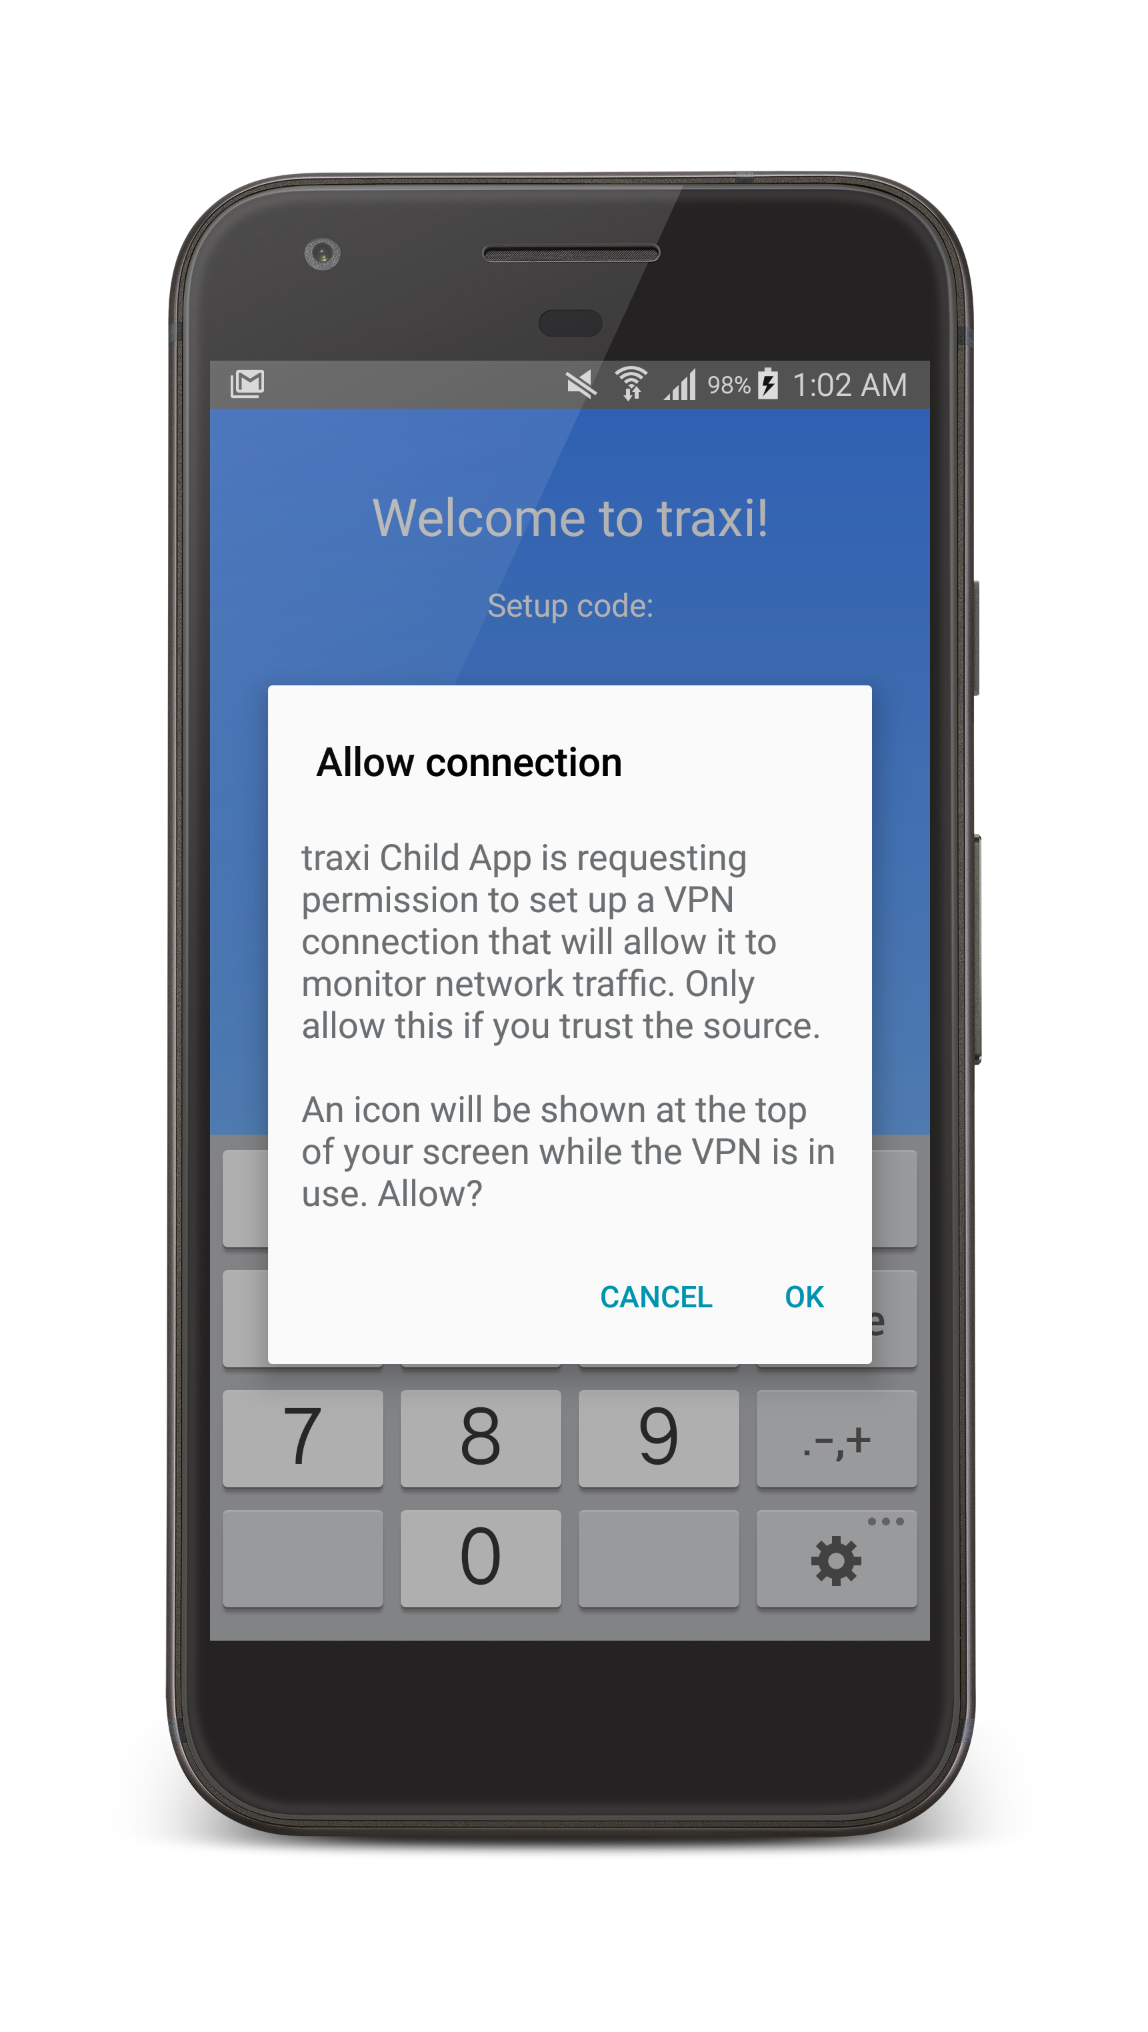 98% 1:02 AM
Welcome to traxi!
Setup code:
Allow connection
traxi Child App is requesting
permission to set up a VPN
connection that will allow it to
monitor network traffic. Only
allow this if you trust the source.
An icon will be shown at the top
of your screen while the VPN is in
use. Allow?
CANCEL OK
e
7 8 9 .-,+
0